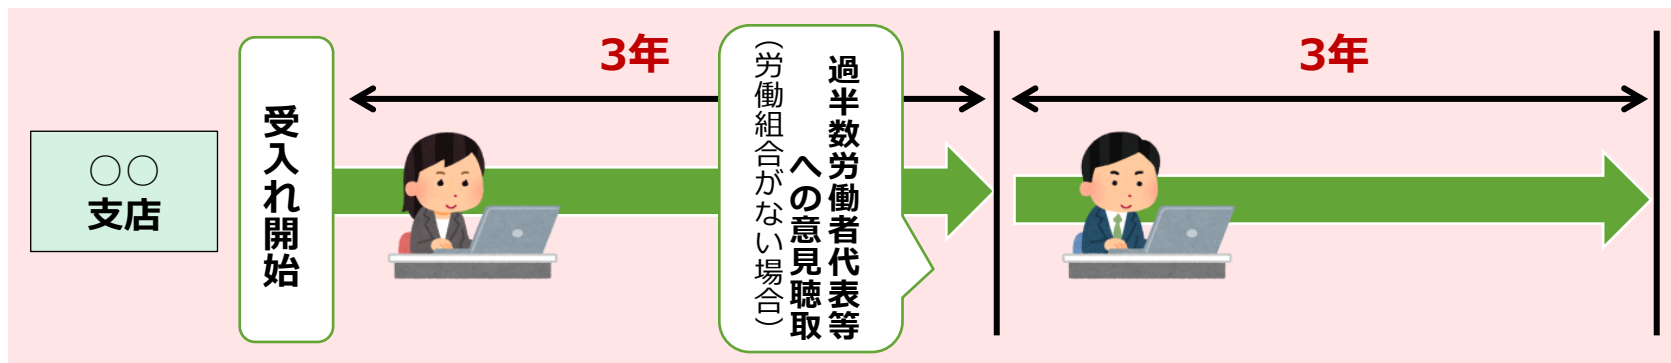 ○○
支店
受入れ開始
3年
過半数労働者代表等
への意見聴取
(労働組合がない場合)
3年